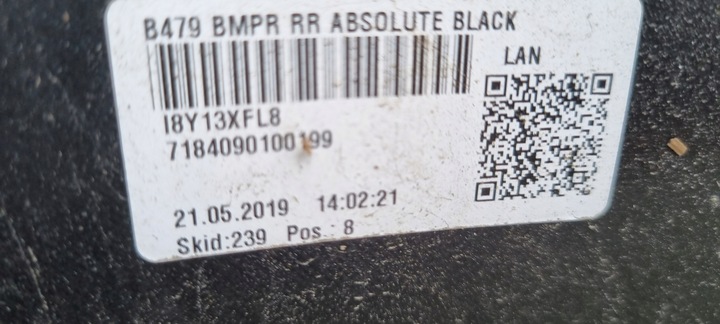 B479 BMPR RR ABSOLUTE BLACK
LAN
I8Y13XFL8
7184090100199
21.05.2019 14:02:21
Skid:239 Pos.: 8